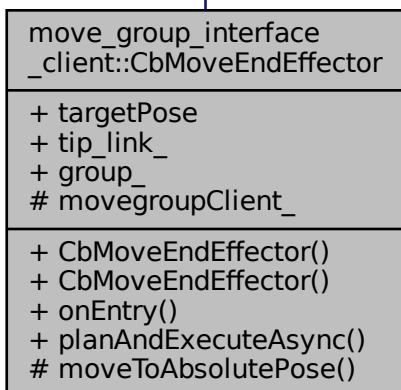 move_group_interface
_client::CbMoveEndEffector
+ targetPose
+ tip_link_
+ group_
# movegroupClient_
+ CbMoveEndEffector()
+ CbMoveEndEffector()
+ onEntry()
+ planAndExecuteAsync()
# moveToAbsolutePose()